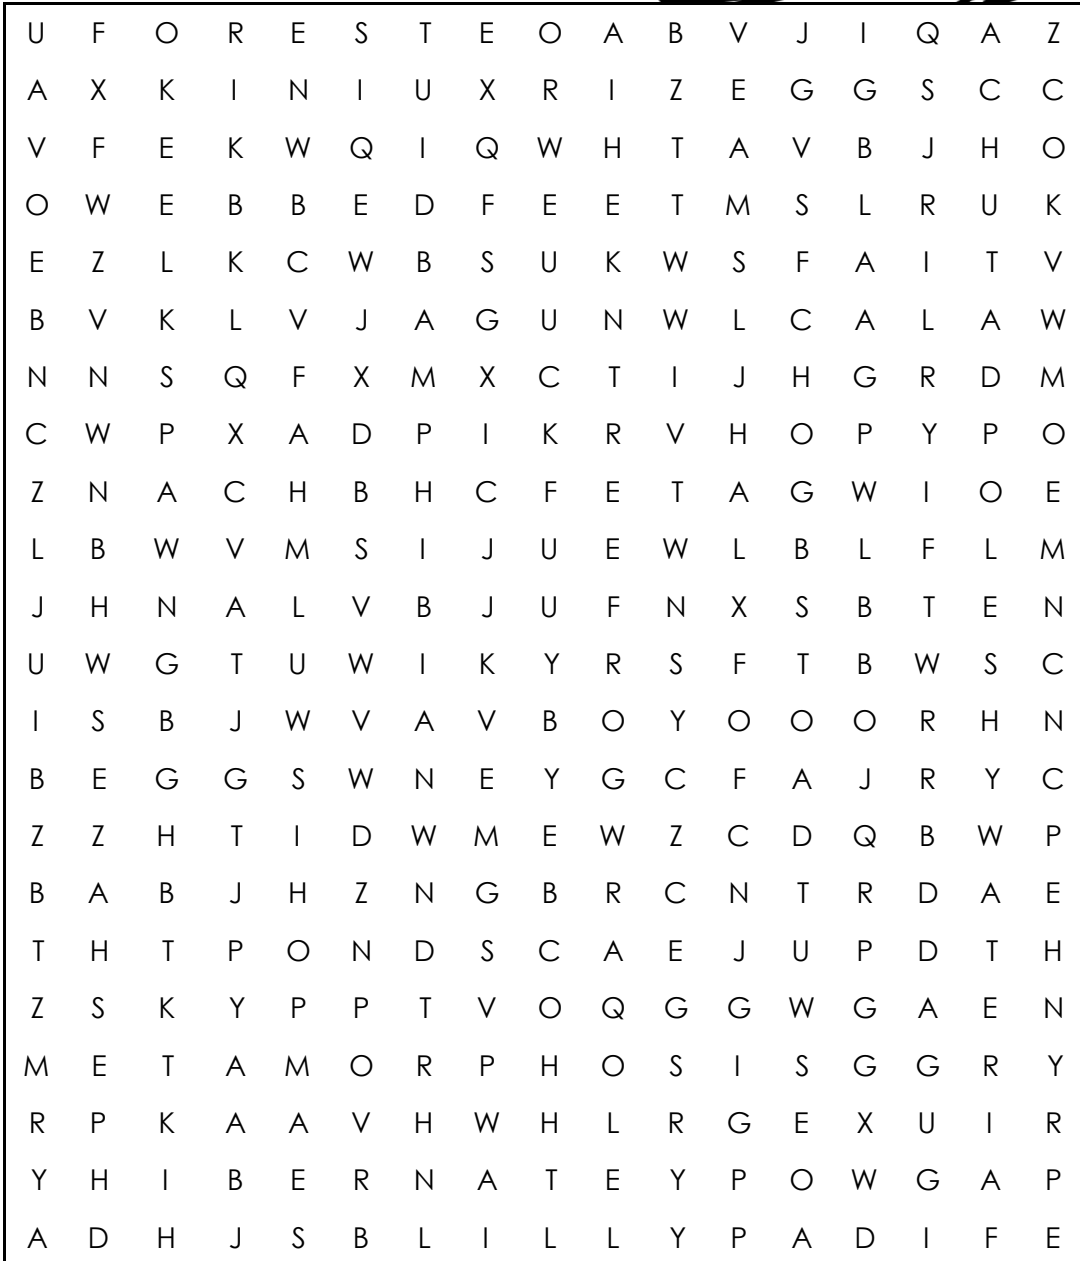 U F O R E S T E O A B V J I Q A Z
A X K I N I U X R I Z E G G S C C
V F E K W Q I Q W H T A V B J H O
O W E B B E D F E E T M S L R U K
E Z L K C W B S U K W S F A I T V
B V K L V J A G U N W L C A L A W
N N S Q F X M X C T I J H G R D M
C W P X A D P I K R V H O P Y P O
Z N A C H B H C F E T A G W I O E
L B W V M S I J U E W L B L F L M
J H N A L V B J U F N X S B T E N
U W G T U W I K Y R S F T B W S C
I S B J W V A V B O Y O O O R H N
B E G G S W N E Y G C F A J R Y C
Z Z H T I D W M E W Z C D Q B W P
B A B J H Z N G B R C N T R D A E
T H T P O N D S C A E J U P D T H
Z S K Y P P T V O Q G G W G A E N
M E T A M O R P H O S I S G G R Y
R P K A A V H W H L R G E X U I R
Y H I B E R N A T E Y P O W G A P
A D H J S B L I L L Y P A D I F E